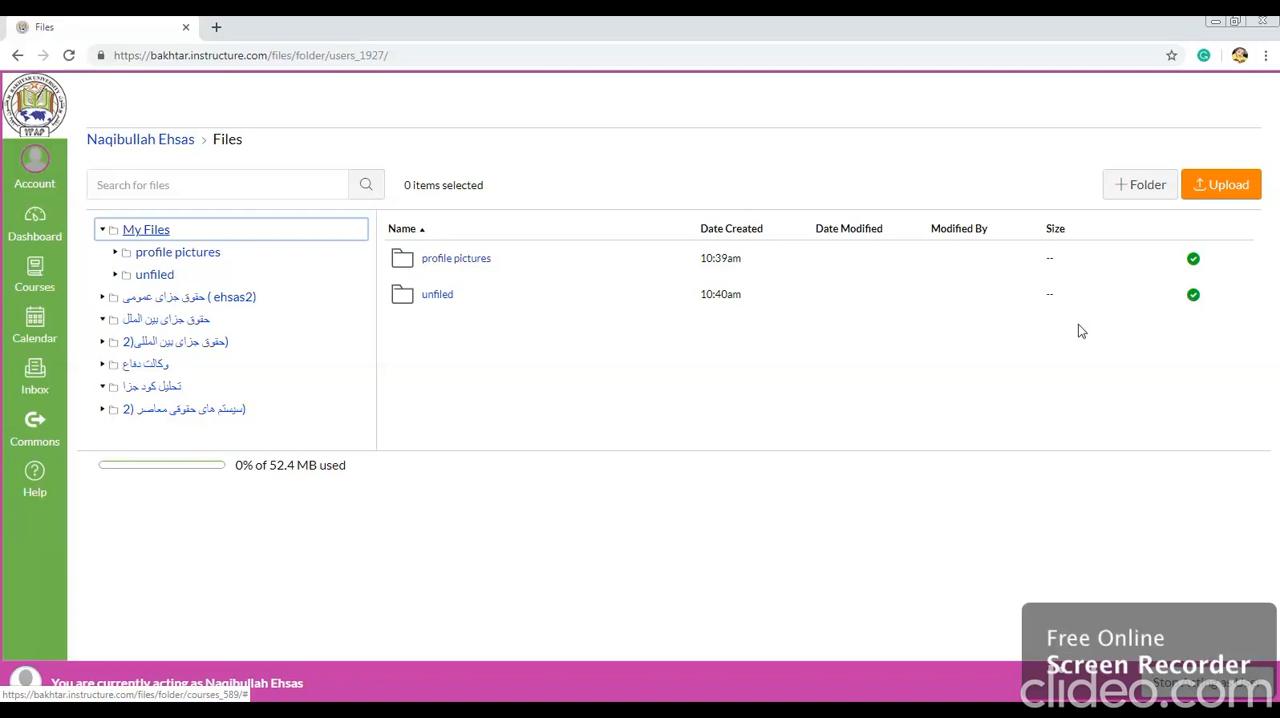 Files
https://bakhtar.instructure.com/files/folder/users_1927/
Naqibullah Ehsas › Files
Search for files
0 items selected
+ Folder
Upload
Account
Dashboard
Courses
Calendar
Inbox
Commons
Help
My Files
profile pictures
unfiled
حقوق جزای عمومی ( ehsas2)
حقوق جزای بین الملل
حقوق جزای بین المللی(2)
وکالت دفاع
تحلیل کود جزا
سیستم های حقوقی معاصر (2)
Name Date Created Date Modified Modified By Size
profile pictures 10:39am --
unfiled 10:40am --
0% of 52.4 MB used
You are currently acting as Naqibullah Ehsas
https://bakhtar.instructure.com/files/folder/courses_589/#
Free Online
Screen Recorder
clideo.com